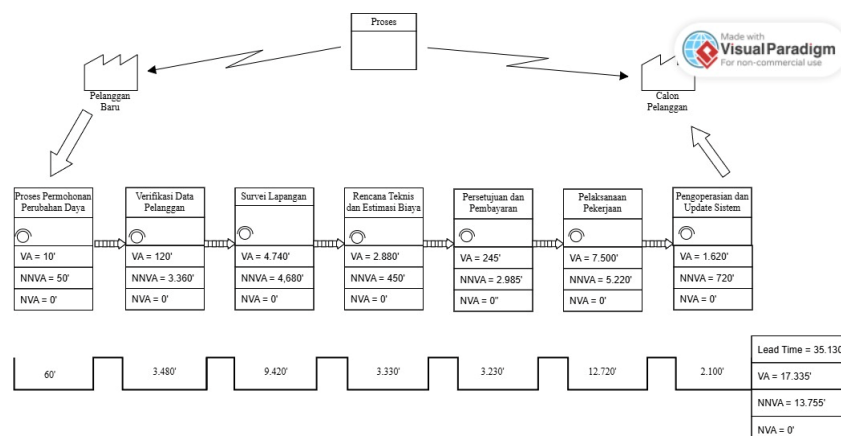 Proses
Made with
Visual Paradigm
For non-commercial use
Pelanggan
Baru
Calon
Pelanggan
Proses Permohonan
Perubahan Daya
VA = 10'
NNVA = 50'
NVA = 0'
Verifikasi Data
Pelanggan
VA = 120'
NNVA = 3.360'
NVA = 0'
Survei Lapangan
VA = 4.740'
NNVA = 4,680'
NVA = 0'
Rencana Teknis
dan Estimasi Biaya
VA = 2.880'
NNVA = 450'
NVA = 0'
Persetujuan dan
Pembayaran
VA = 245'
NNVA = 2.985'
NVA = 0"
Pelaksanaan
Pekerjaan
VA = 7.500'
NNVA = 5.220'
NVA = 0'
Pengoperasian dan
Update Sistem
VA = 1.620'
NNVA = 720'
NVA = 0'
60'
3.480'
9.420'
3.330'
3.230'
12.720'
2.100'
Lead Time = 35.130
VA = 17.335'
NNVA = 13.755'
NVA = 0'